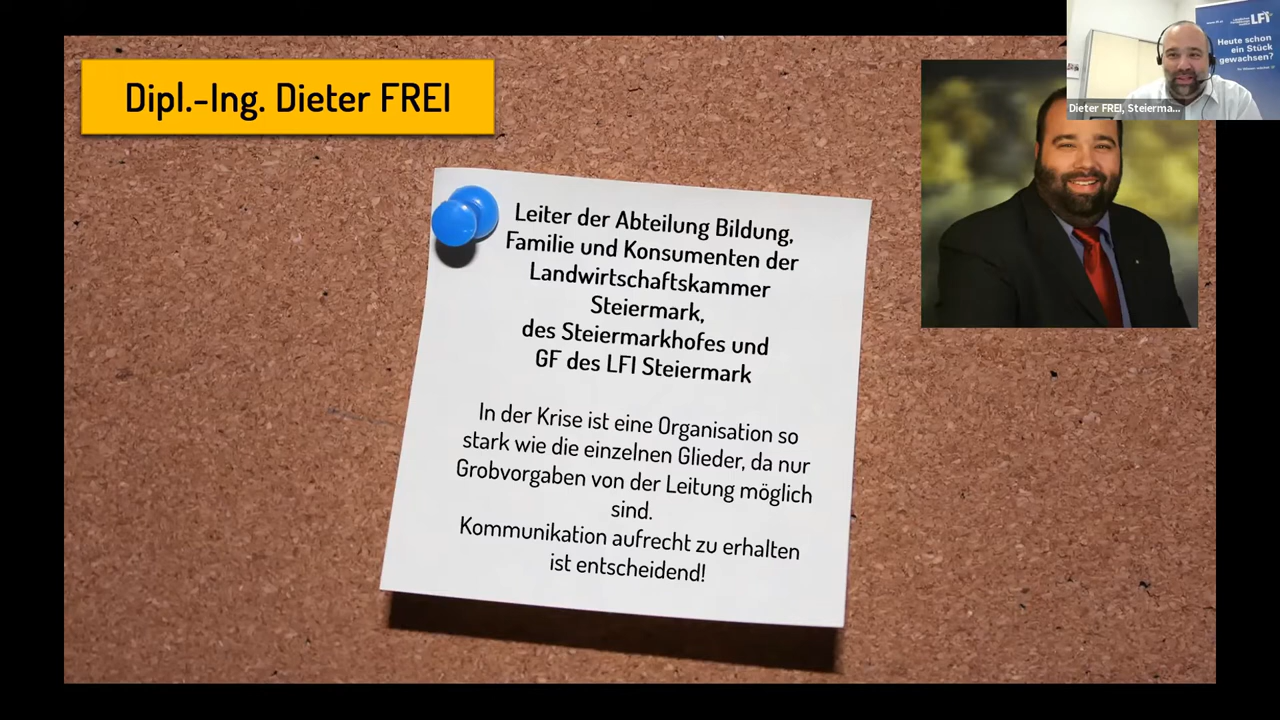 Dipl.-Ing. Dieter FREI
Leiter der Abteilung Bildung,
Familie und Konsumenten der
Landwirtschaftskammer
Steiermark,
des Steiermarkhofes und
GF des LFI Steiermark
In der Krise ist eine Organisation so
stark wie die einzelnen Glieder, da nur
Grobvorgaben von der Leitung möglich
sind.
Kommunikation aufrecht zu erhalten
ist entscheidend!
LFI
Heute schon
ein Stück
gewachsen?
Dieter FREI, Steierma...